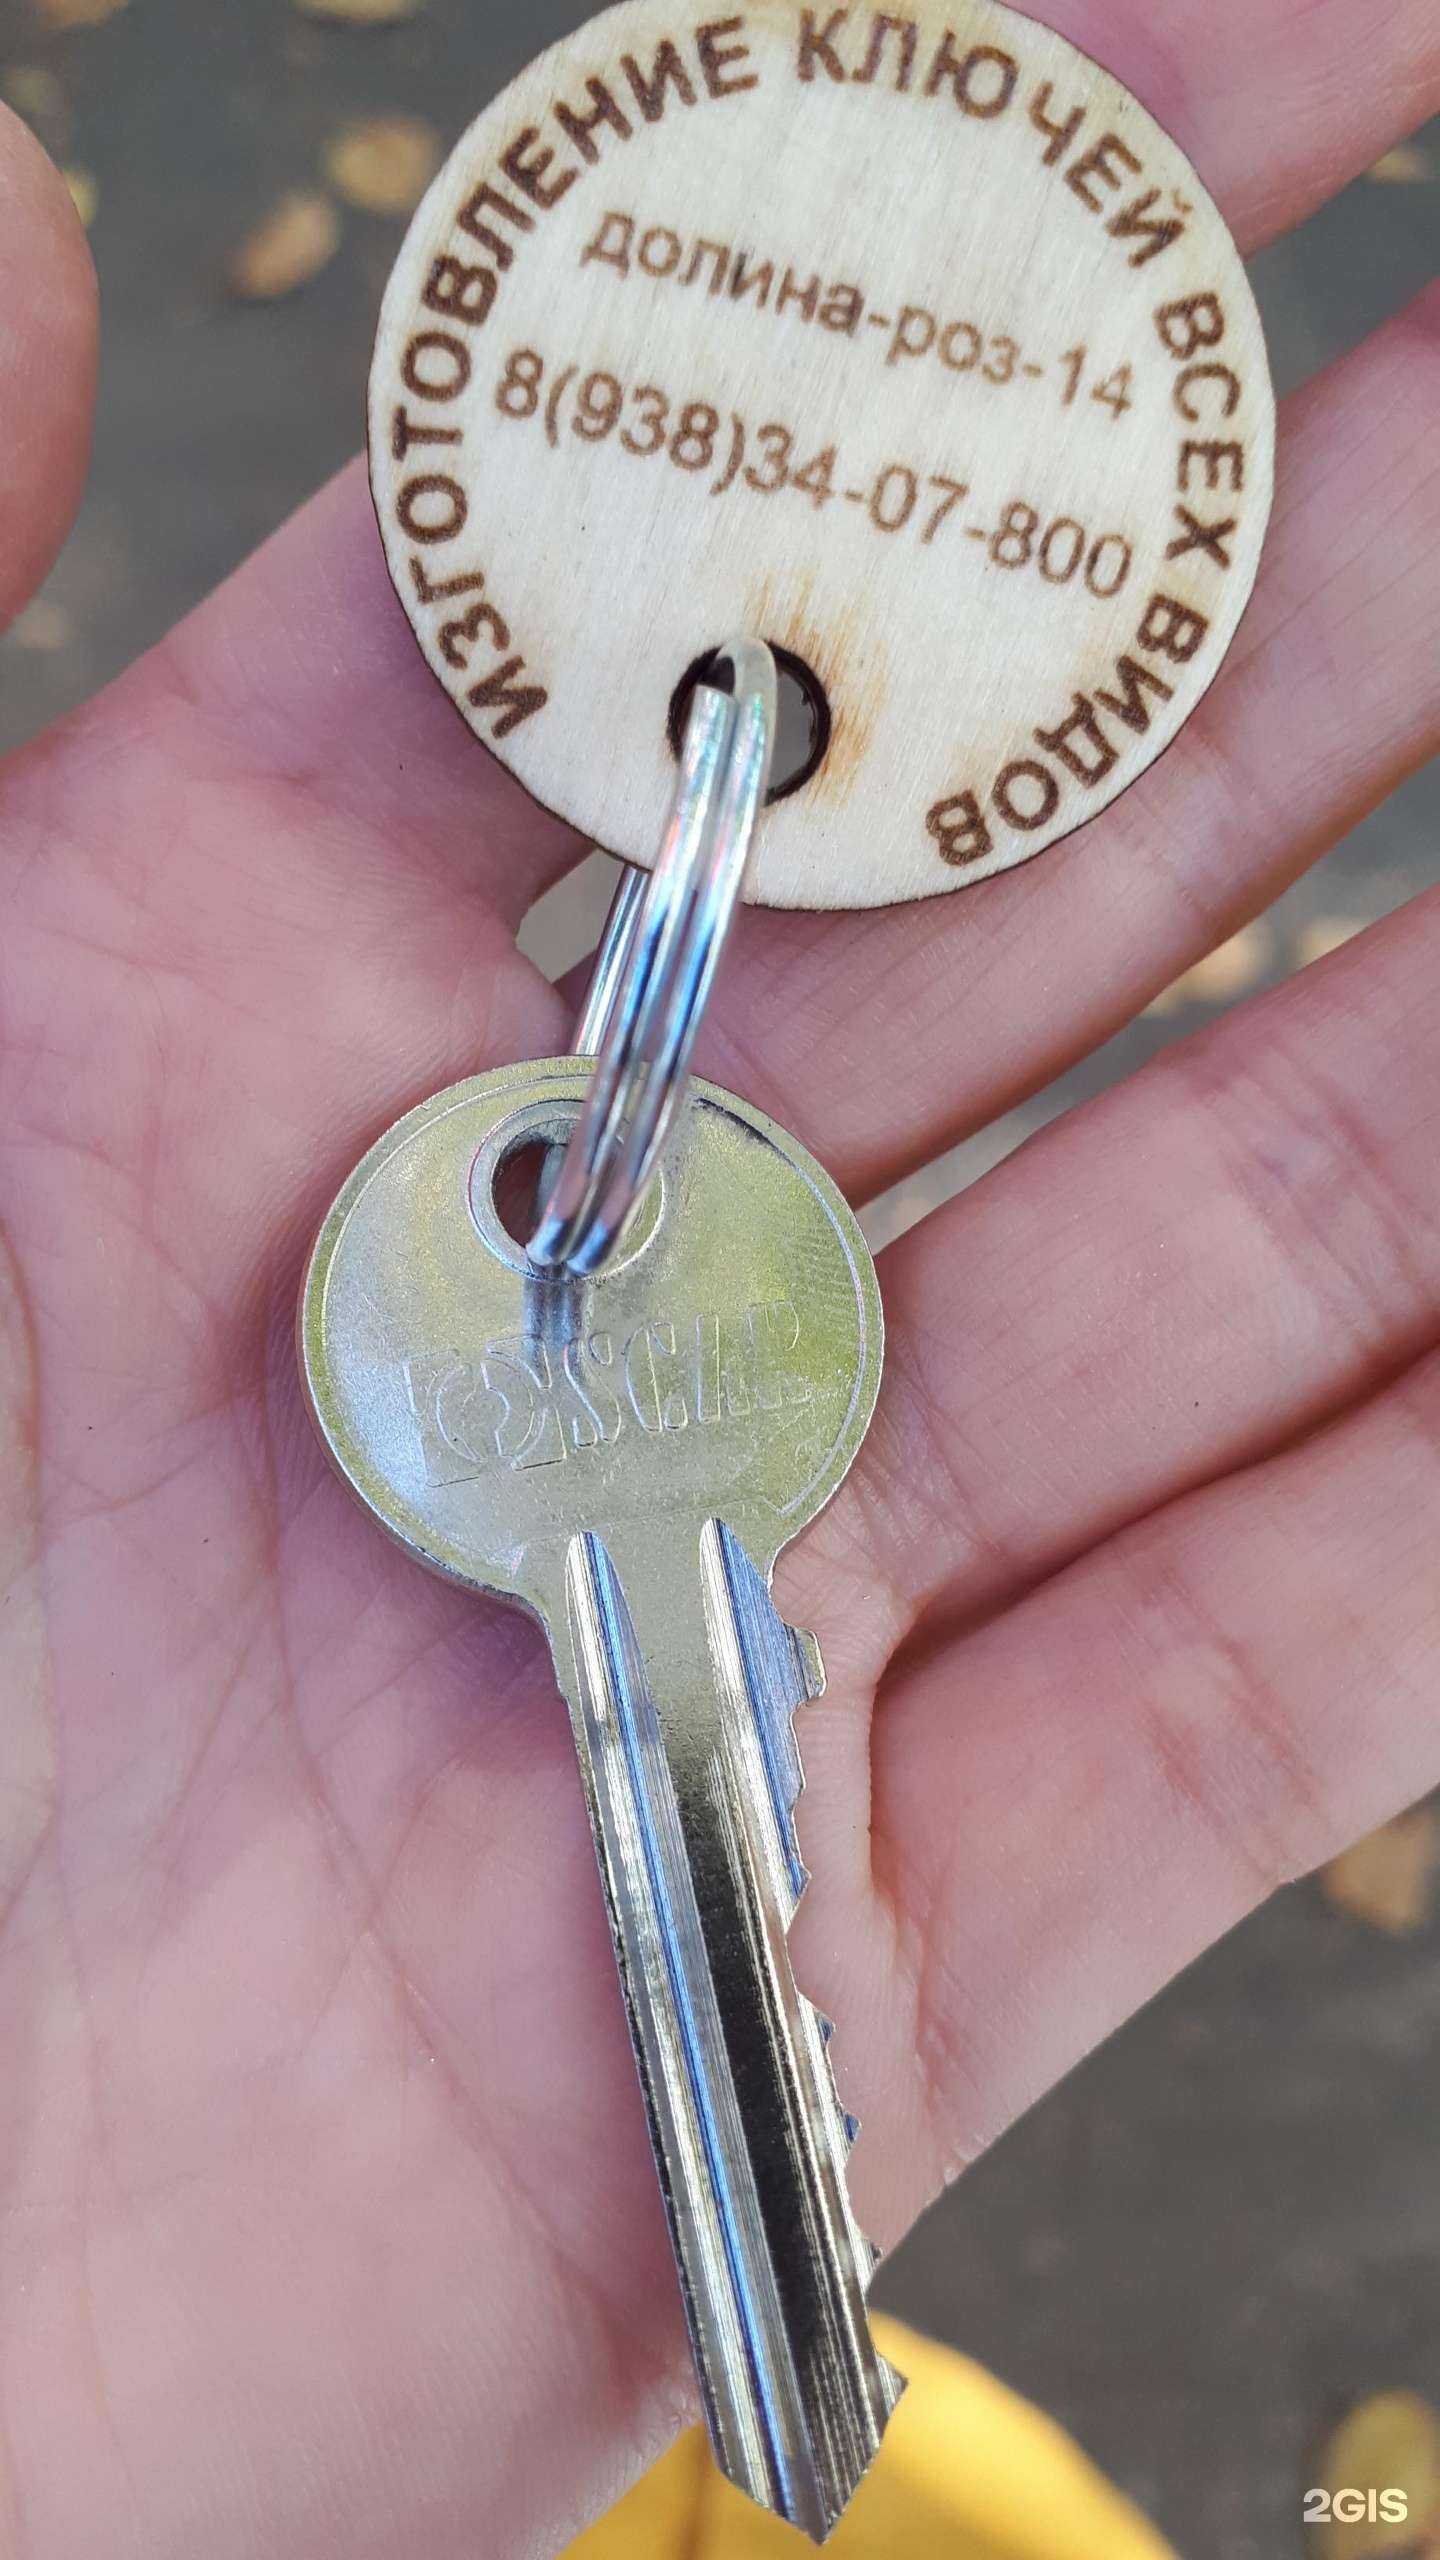 ИЗГОТОВЛЕНИЕ КЛЮЧЕЙ ВСЕХ ВИДОВ
долина-роз-14
8(938)34-07-800
2GIS